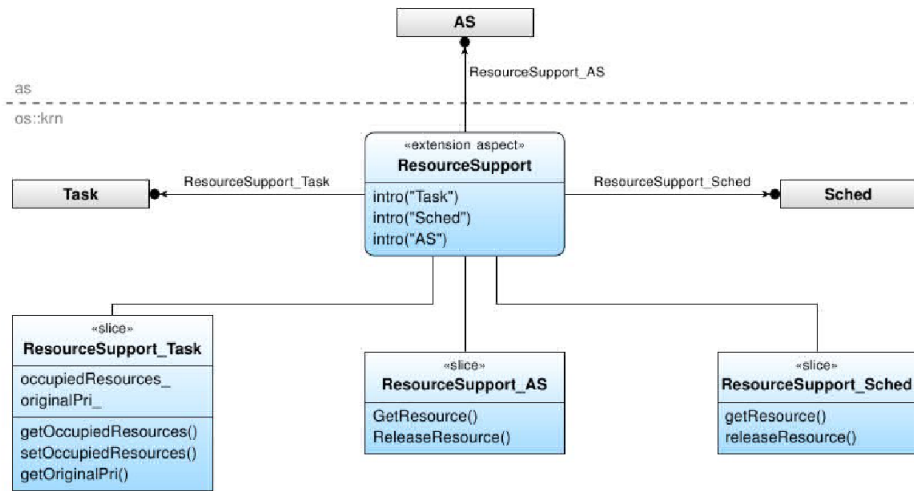 AS
ResourceSupport_AS
as
os::krn
«extension aspect»
ResourceSupport
intro("Task")
intro("Sched")
intro("AS")
ResourceSupport_Task
Task
ResourceSupport_Sched
Sched
«slice»
ResourceSupport_Task
occupiedResources_
originalPri_
getOccupiedResources()
setOccupiedResources()
getOriginalPri()
«slice»
ResourceSupport_AS
GetResource()
ReleaseResource()
«slice»
ResourceSupport_Sched
getResource()
releaseResource()